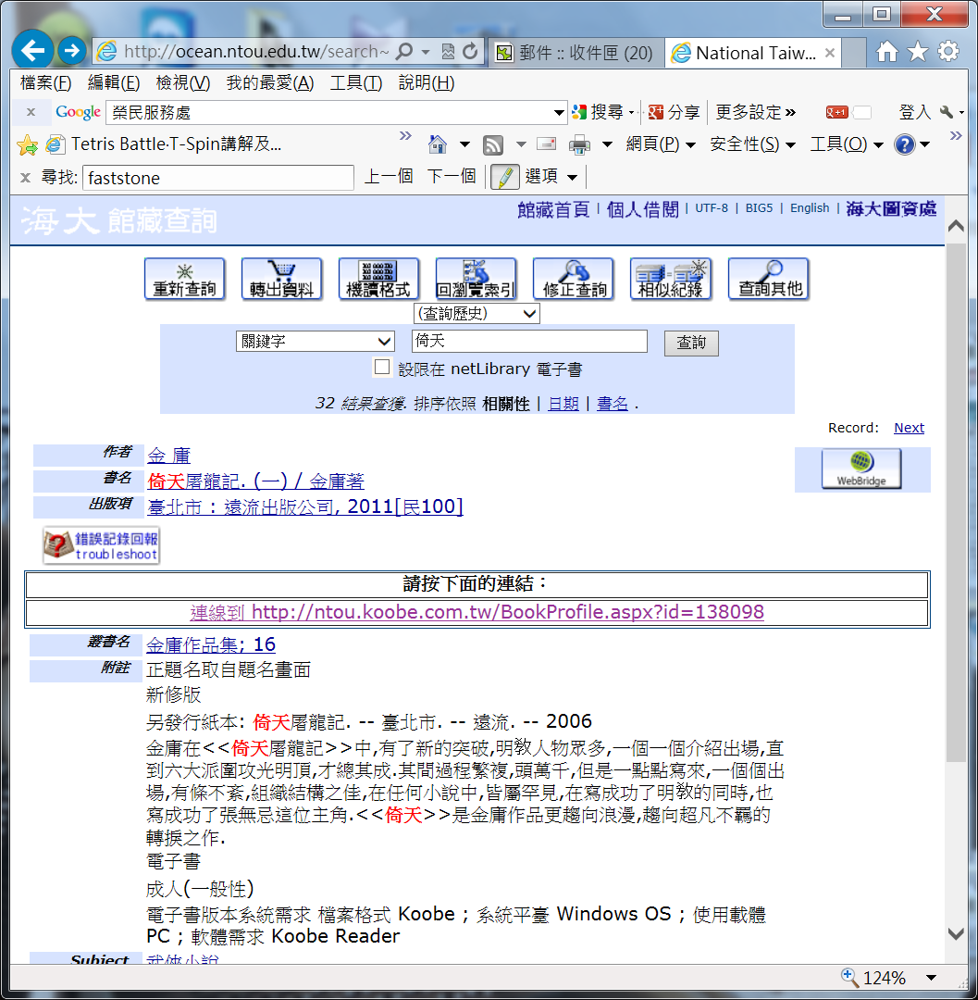 http://ocean.ntou.edu.tw/search~
郵件 :: 收件匣 (20)
National Taiw...
檔案(F) 編輯(E) 檢視(V) 我的最愛(A) 工具(T) 說明(H)
x Google 榮民服務處 搜尋 分享 更多設定 » +1 登入
Tetris Battle‧T-Spin講解及... » 網頁(P) 安全性(S) 工具(O) »
x 尋找: faststone 上一個 下一個 選項
海大 館藏查詢 館藏首頁 | 個人借閱 | UTF-8 | BIG5 | English | 海大圖資處
重新查詢 轉出資料 機讀格式 回瀏覽索引 修正查詢 相似紀錄 查詢其他
(查詢歷史)
關鍵字 倚天 查詢
設限在 netLibrary 電子書
32 結果查獲. 排序依照 相關性 | 日期 | 書名 .
Record: Next
作者 金 庸
WebBridge
書名 倚天屠龍記. (一) / 金庸著
出版項 臺北市 : 遠流出版公司, 2011[民100]
錯誤記錄回報
troubleshoot
請按下面的連結：
連線到 http://ntou.koobe.com.tw/BookProfile.aspx?id=138098
叢書名 金庸作品集; 16
附註 正題名取自題名畫面
新修版
另發行紙本: 倚天屠龍記. -- 臺北市. -- 遠流. -- 2006
金庸在<<倚天屠龍記>>中,有了新的突破,明敎人物眾多,一個一個介紹出場,直
到六大派圍攻光明頂,才總其成.其間過程繁複,頭萬千,但是一點點寫來,一個個出
場,有條不紊,組織結構之佳,在任何小說中,皆屬罕見,在寫成功了明敎的同時,也
寫成功了張無忌這位主角.<<倚天>>是金庸作品更趨向浪漫,趨向超凡不羈的
轉捩之作.
電子書
成人(一般性)
電子書版本系統需求 檔案格式 Koobe ; 系統平臺 Windows OS ; 使用載體
PC ; 軟體需求 Koobe Reader
Subject 武俠小說
124%